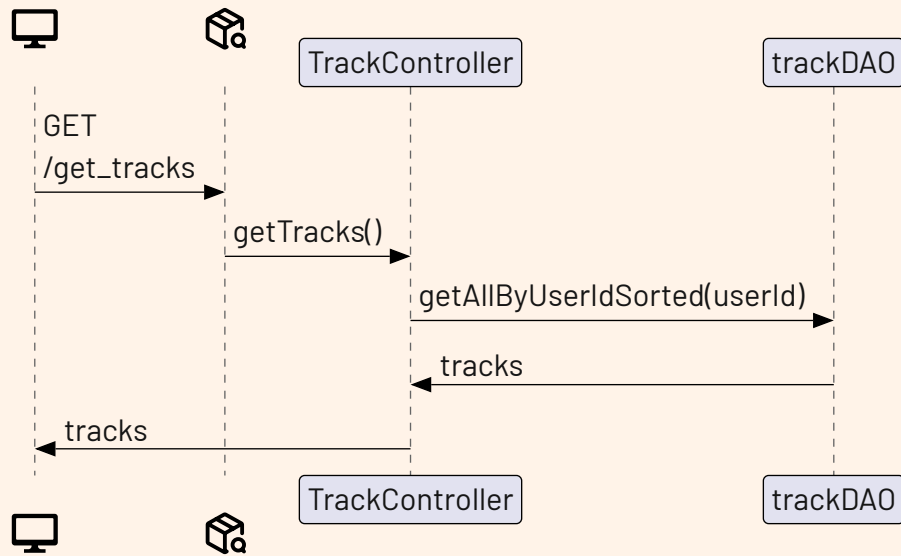 TrackController
trackDAO
GET
/get_tracks
getTracks()
getAllByUserIdSorted(userId)
tracks
tracks
TrackController
trackDAO